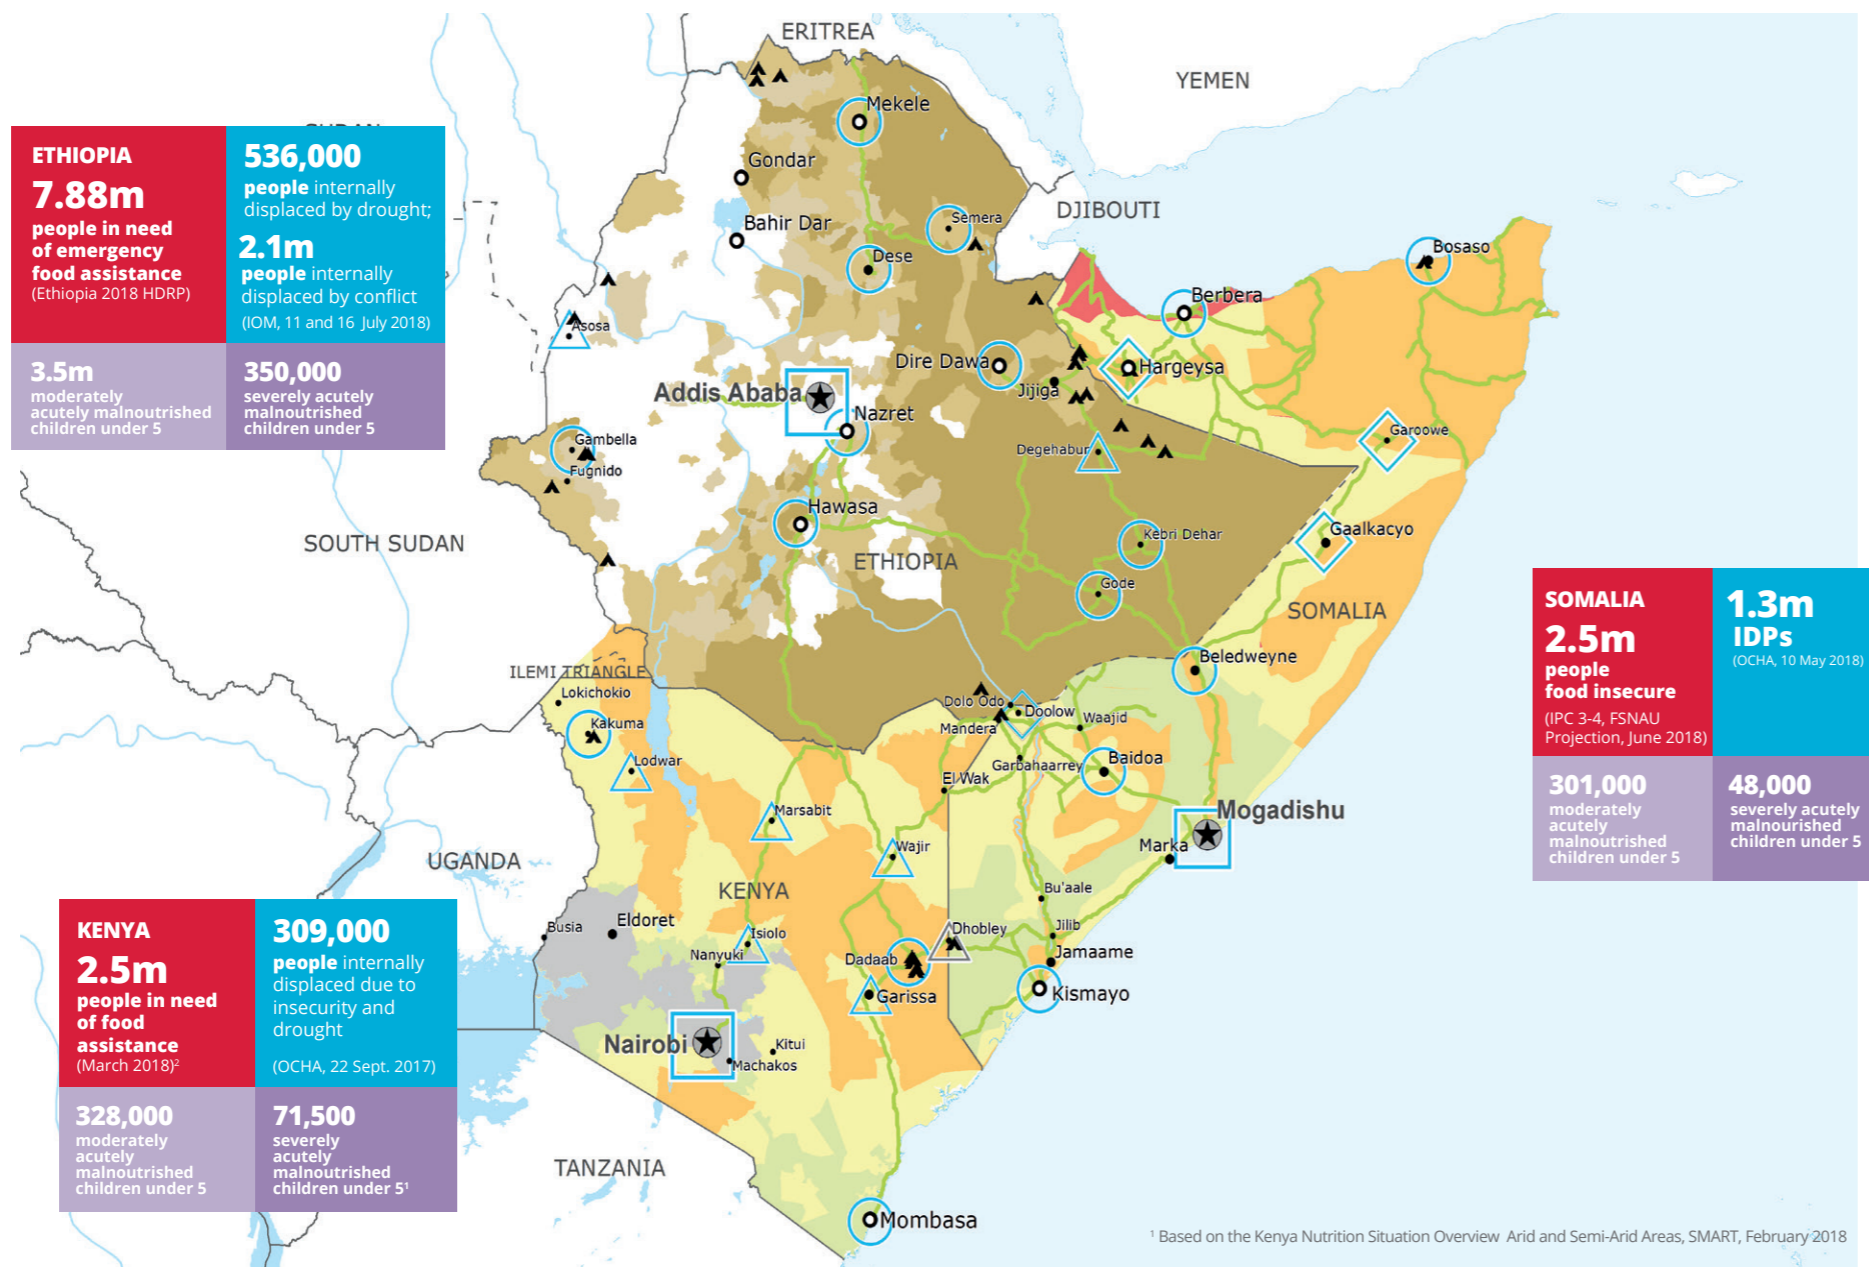 ERITREA
YEMEN
Mekele
Gondar
DJIBOUTI
Semera
Bahir Dar
Dese
Bosaso
Berbera
ETHIOPIA
7.88m
people in need
of emergency
food assistance
(Ethiopia 2018 HDRP)
536,000
people internally
displaced by drought;
2.1m
people internally
displaced by conflict
(IOM, 11 and 16 July 2018)
3.5m
moderately
acutely malnoutrished
children under 5
350,000
severely acutely
malnoutrished
children under 5
Asosa
Dire Dawa
Hargeysa
Jijiga
Addis Ababa
Nazret
Garoowe
Gambella
Degehabur
Fugnido
Hawasa
Gaalkacyo
Kebri Dehar
SOUTH SUDAN
ETHIOPIA
Gode
SOMALIA
Beledweyne
ILEMI TRIANGLE
Lokichokio
Dolo Odo
Doolow
Waajid
Mandera
Kakuma
Lodwar
Garbahaarrey
Baidoa
El Wak
Marsabit
Mogadishu
Wajir
Marka
UGANDA
KENYA
Bu'aale
Busia
Eldoret
Isiolo
Dhobley
Jilib
Nanyuki
Dadaab
Jamaame
Garissa
Kismayo
Nairobi
Kitui
Machakos
TANZANIA
Mombasa
SOMALIA
2.5m
people
food insecure
(IPC 3-4, FSNAU
Projection, June 2018)
1.3m
IDPs
(OCHA, 10 May 2018)
301,000
moderately
acutely
malnoutrished
children under 5
48,000
severely acutely
malnourished
children under 5
KENYA
2.5m
people in need
of food
assistance
(March 2018)²
309,000
people internally
displaced due to
insecurity and
drought
(OCHA, 22 Sept. 2017)
328,000
moderately
acutely
malnoutrished
children under 5
71,500
severely
acutely
malnoutrished
children under 5¹
¹ Based on the Kenya Nutrition Situation Overview Arid and Semi-Arid Areas, SMART, February 2018